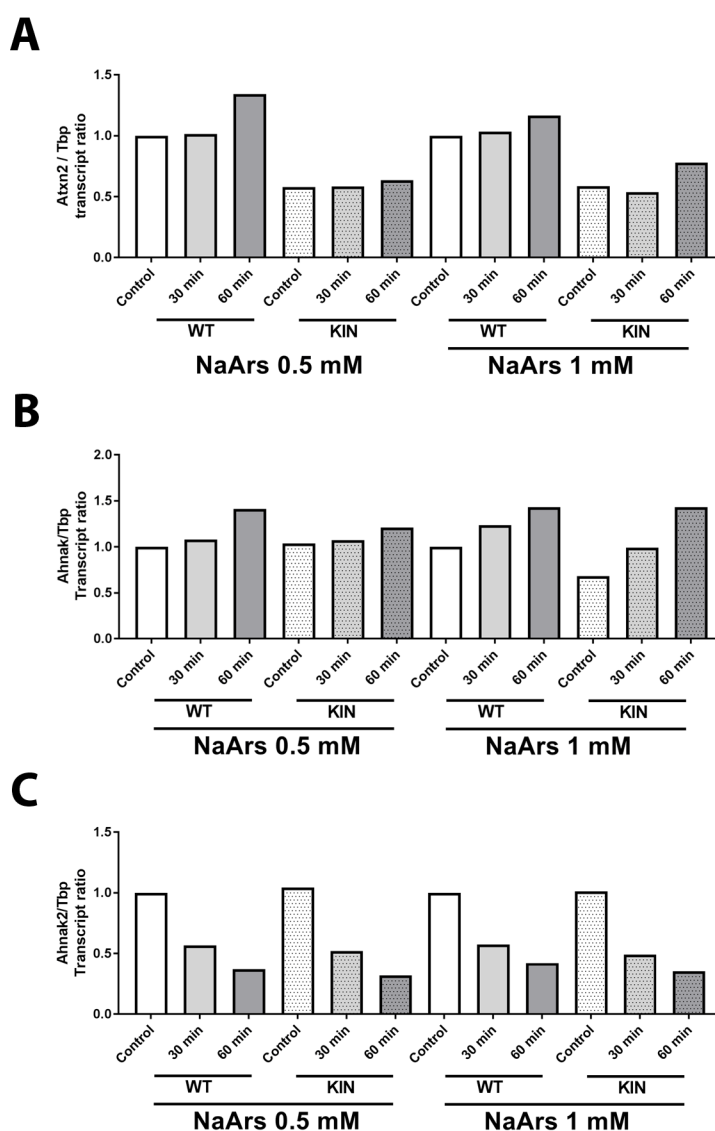 A
Atxn2 / Tbp
transcript ratio
1.5
1.0
0.5
0.0
Control 30 min 60 min Control 30 min 60 min Control 30 min 60 min Control 30 min 60 min
WT KIN WT KIN
NaArs 0.5 mM NaArs 1 mM
B
Ahnak/Tbp
Transcript ratio
2.0
1.5
1.0
0.5
0.0
Control 30 min 60 min Control 30 min 60 min Control 30 min 60 min Control 30 min 60 min
WT KIN WT KIN
NaArs 0.5 mM NaArs 1 mM
C
Ahnak2/Tbp
Transcript ratio
1.5
1.0
0.5
0.0
Control 30 min 60 min Control 30 min 60 min Control 30 min 60 min Control 30 min 60 min
WT KIN WT KIN
NaArs 0.5 mM NaArs 1 mM